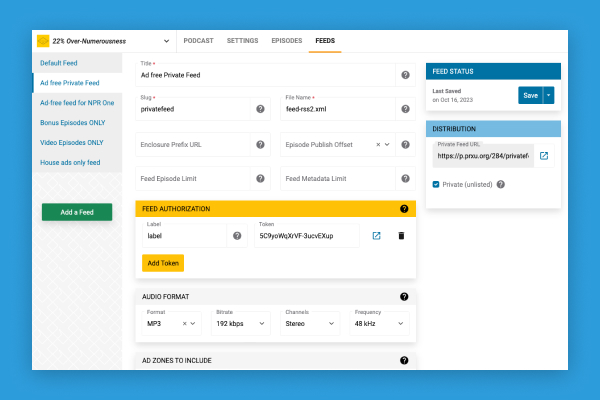 22% Over-Numerousness
PODCAST SETTINGS EPISODES FEEDS
Default Feed
Ad free Private Feed
Ad-free feed for NPR One
Bonus Episodes ONLY
Video Episodes ONLY
House ads only feed
Add a Feed
Title *
Ad free Private Feed
Slug *
privatefeed
File Name *
feed-rss2.xml
Enclosure Prefix URL
Episode Publish Offset
Feed Episode Limit
Feed Metadata Limit
FEED AUTHORIZATION
Label
label
Token
5C9yoWqXrVF-3ucvEXup
Add Token
AUDIO FORMAT
Format
MP3
Bitrate
192 kbps
Channels
Stereo
Frequency
48 kHz
AD ZONES TO INCLUDE
FEED STATUS
Last Saved
on Oct 16, 2023
Save
DISTRIBUTION
Private Feed URL
https://p.prxu.org/284/privatef
Private (unlisted)